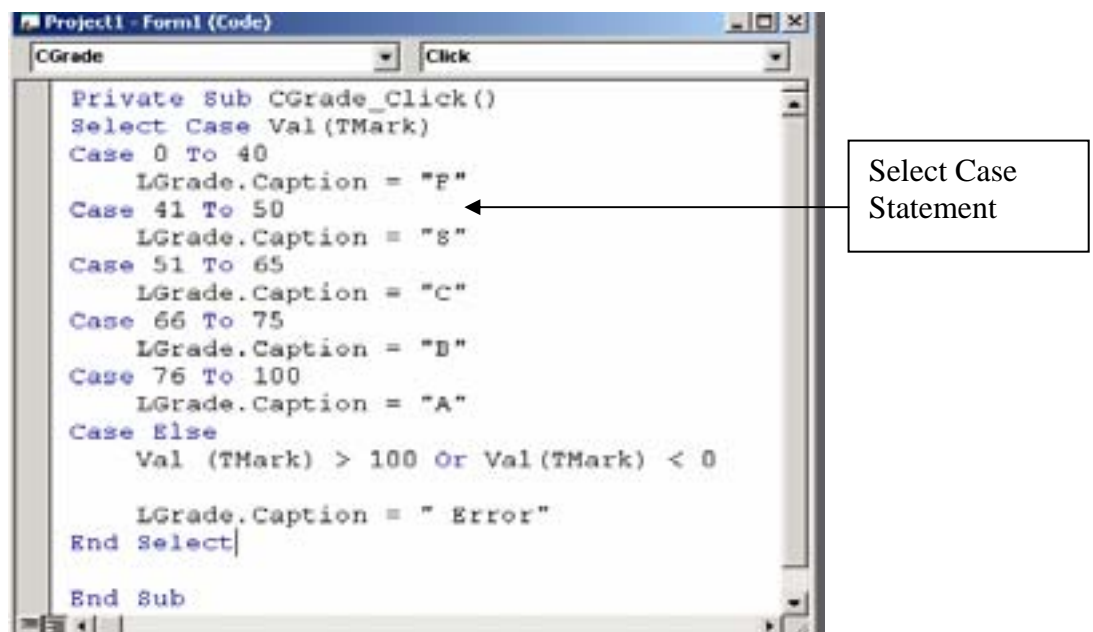 Project1 - Form1 (Code)
CGrade Click
Private Sub CGrade_Click()
Select Case Val(TMark)
Case 0 To 40
LGrade.Caption = "F"
Case 41 To 50
LGrade.Caption = "S"
Case 51 To 65
LGrade.Caption = "C"
Case 66 To 75
LGrade.Caption = "B"
Case 76 To 100
LGrade.Caption = "A"
Case Else
Val (TMark) > 100 Or Val(TMark) < 0
LGrade.Caption = " Error"
End Select
End Sub
Select Case
Statement